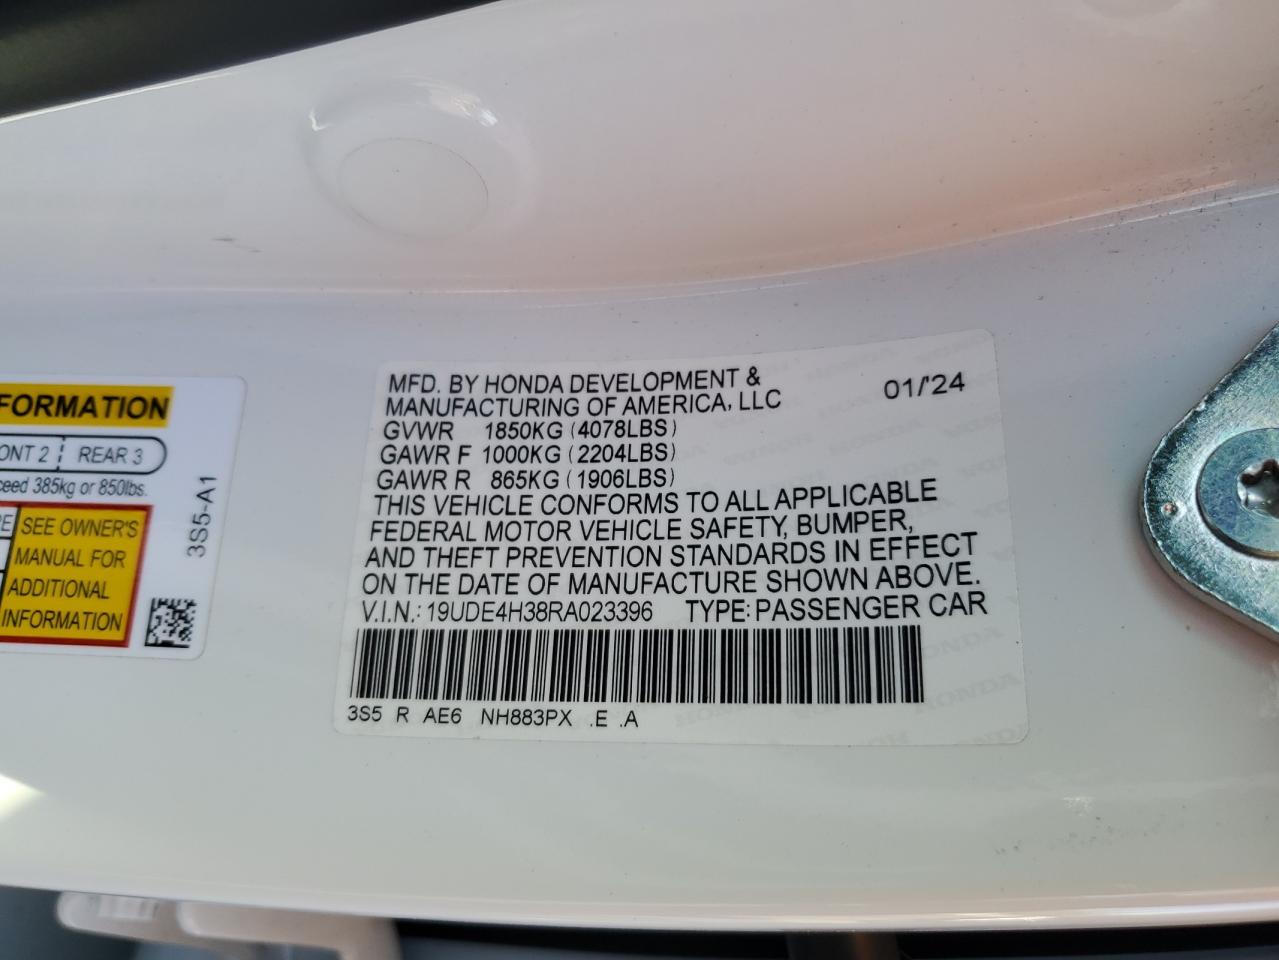 FORMATION
ONT 2 REAR 3
ceed 385kg or 850lbs.
SEE OWNER'S
MANUAL FOR
ADDITIONAL
INFORMATION
3S5-A1
MFD. BY HONDA DEVELOPMENT &
MANUFACTURING OF AMERICA, LLC 01/'24
GVWR 1850KG (4078LBS)
GAWR F 1000KG (2204LBS)
GAWR R 865KG (1906LBS)
THIS VEHICLE CONFORMS TO ALL APPLICABLE
FEDERAL MOTOR VEHICLE SAFETY, BUMPER,
AND THEFT PREVENTION STANDARDS IN EFFECT
ON THE DATE OF MANUFACTURE SHOWN ABOVE.
V.I.N.: 19UDE4H38RA023396 TYPE: PASSENGER CAR
3S5 R AE6 NH883PX .E .A